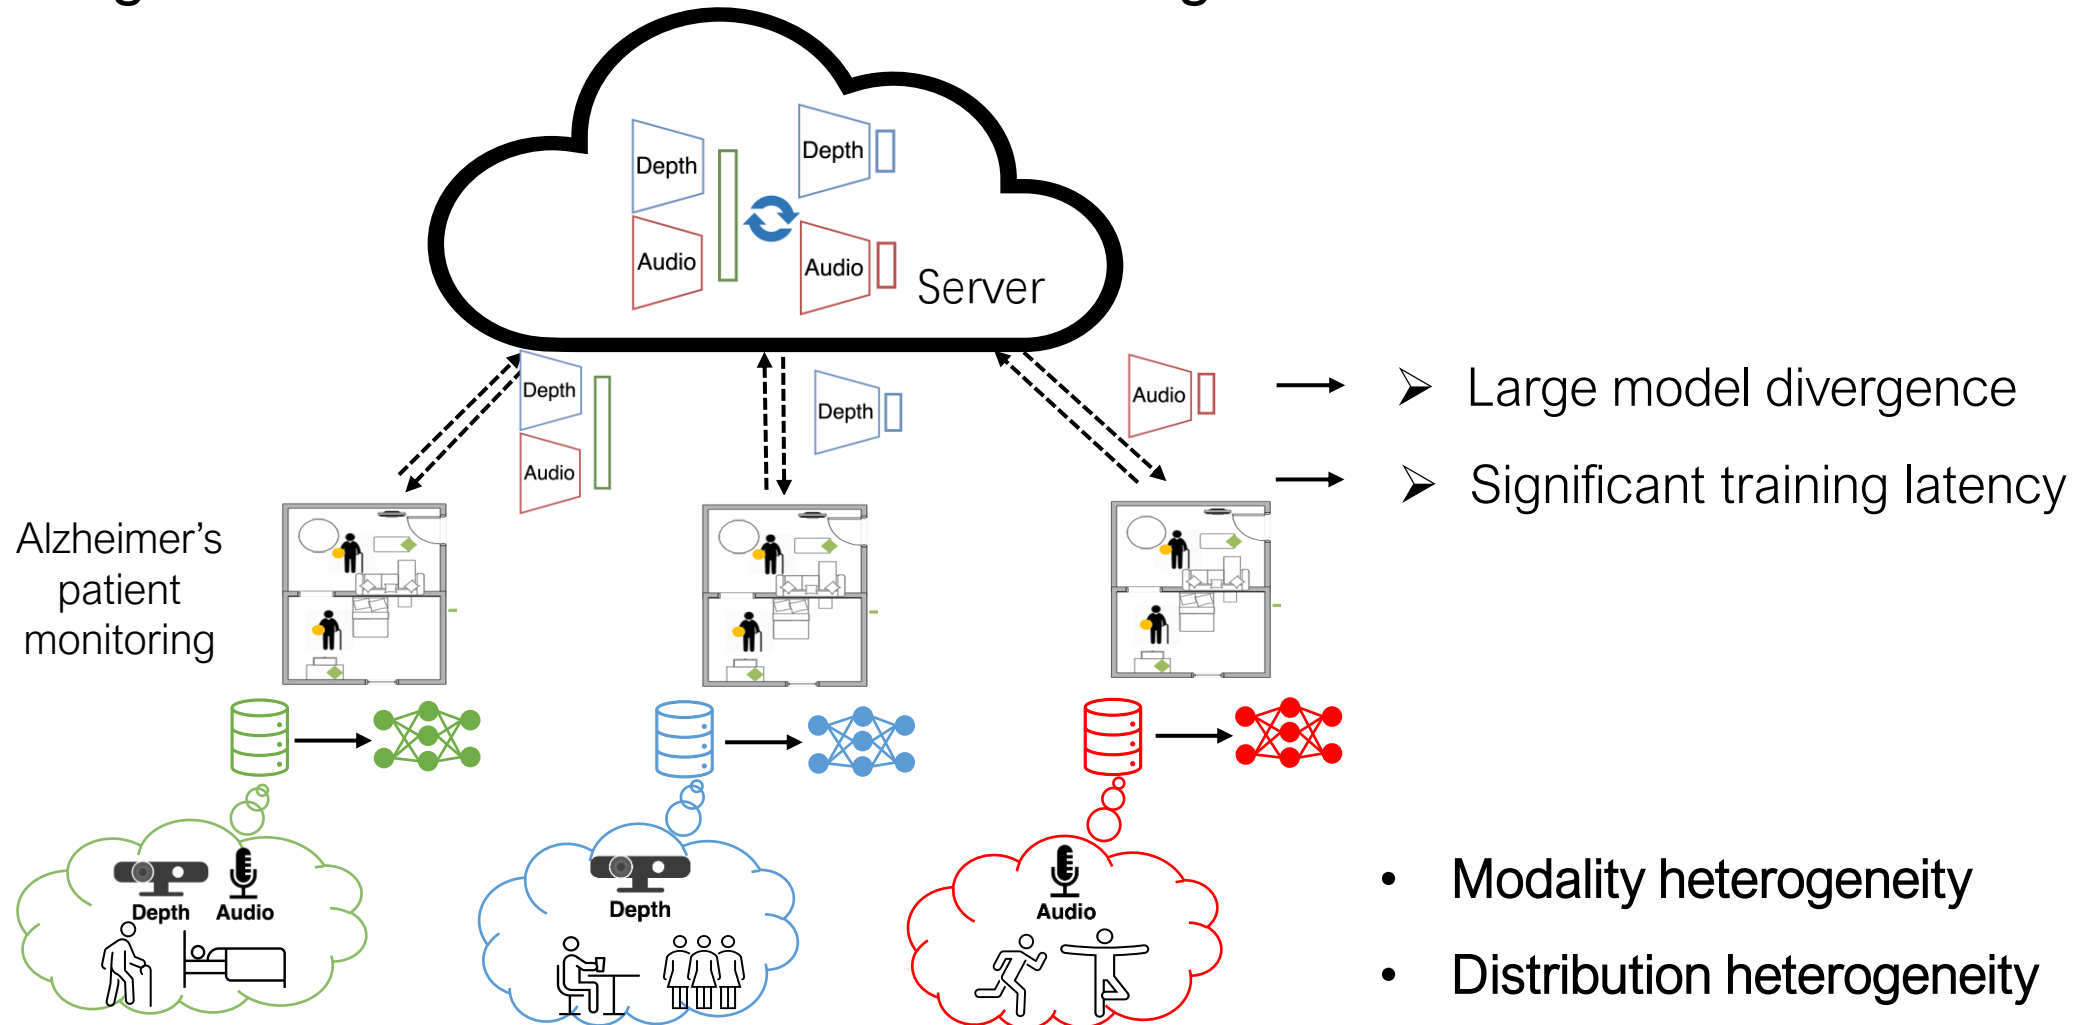 Depth
Depth
Audio
Audio
Server
Depth
Audio
Depth
Audio
➢ Large model divergence
➢ Significant training latency
Alzheimer's
patient
monitoring
Depth Audio
Depth
Audio
• Modality heterogeneity
• Distribution heterogeneity